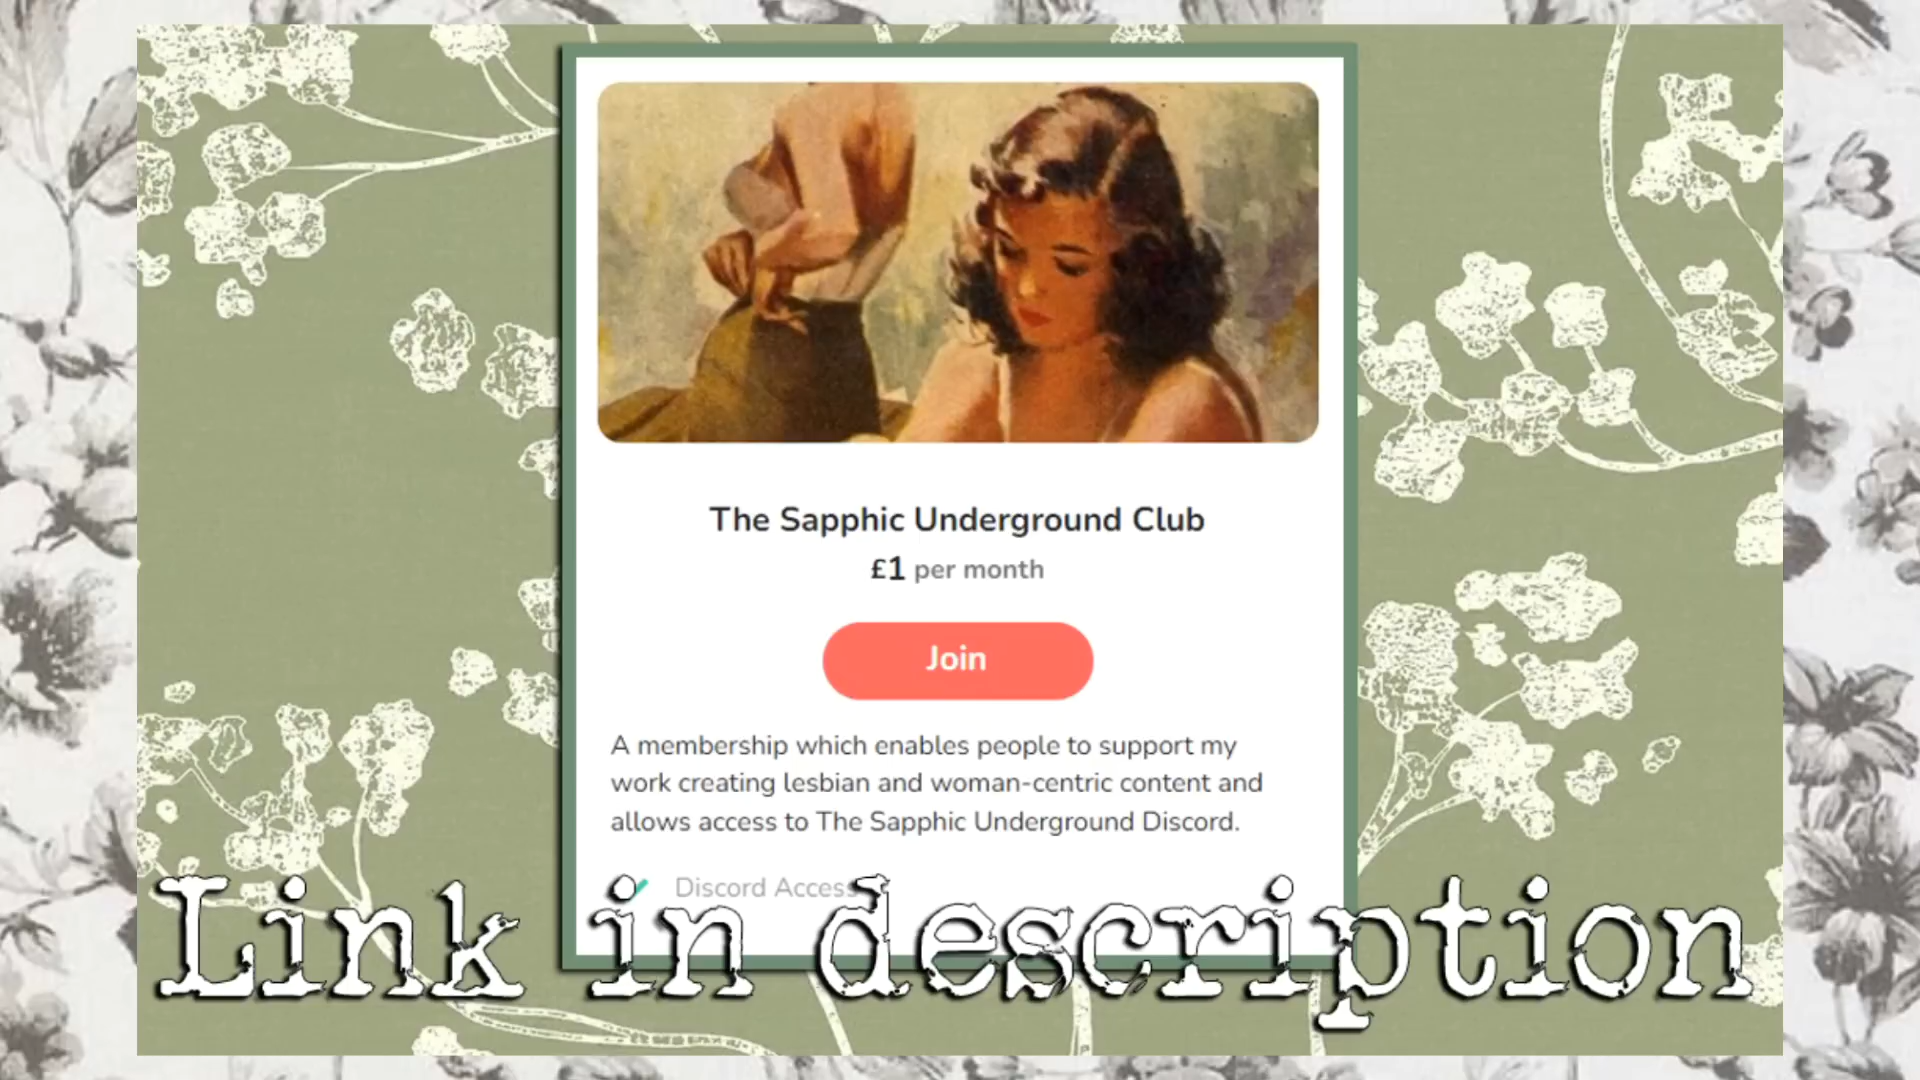 The Sapphic Underground Club
£1 per month
Join
A membership which enables people to support my
work creating lesbian and woman-centric content and
allows access to The Sapphic Underground Discord.
Discord Access
Link in description